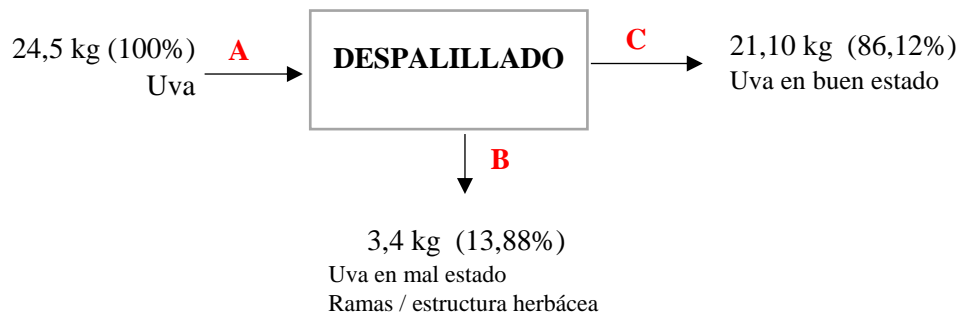 24,5 kg (100%)
Uva
A
DESPALILLADO
C
21,10 kg (86,12%)
Uva en buen estado
B
3,4 kg (13,88%)
Uva en mal estado
Ramas / estructura herbácea